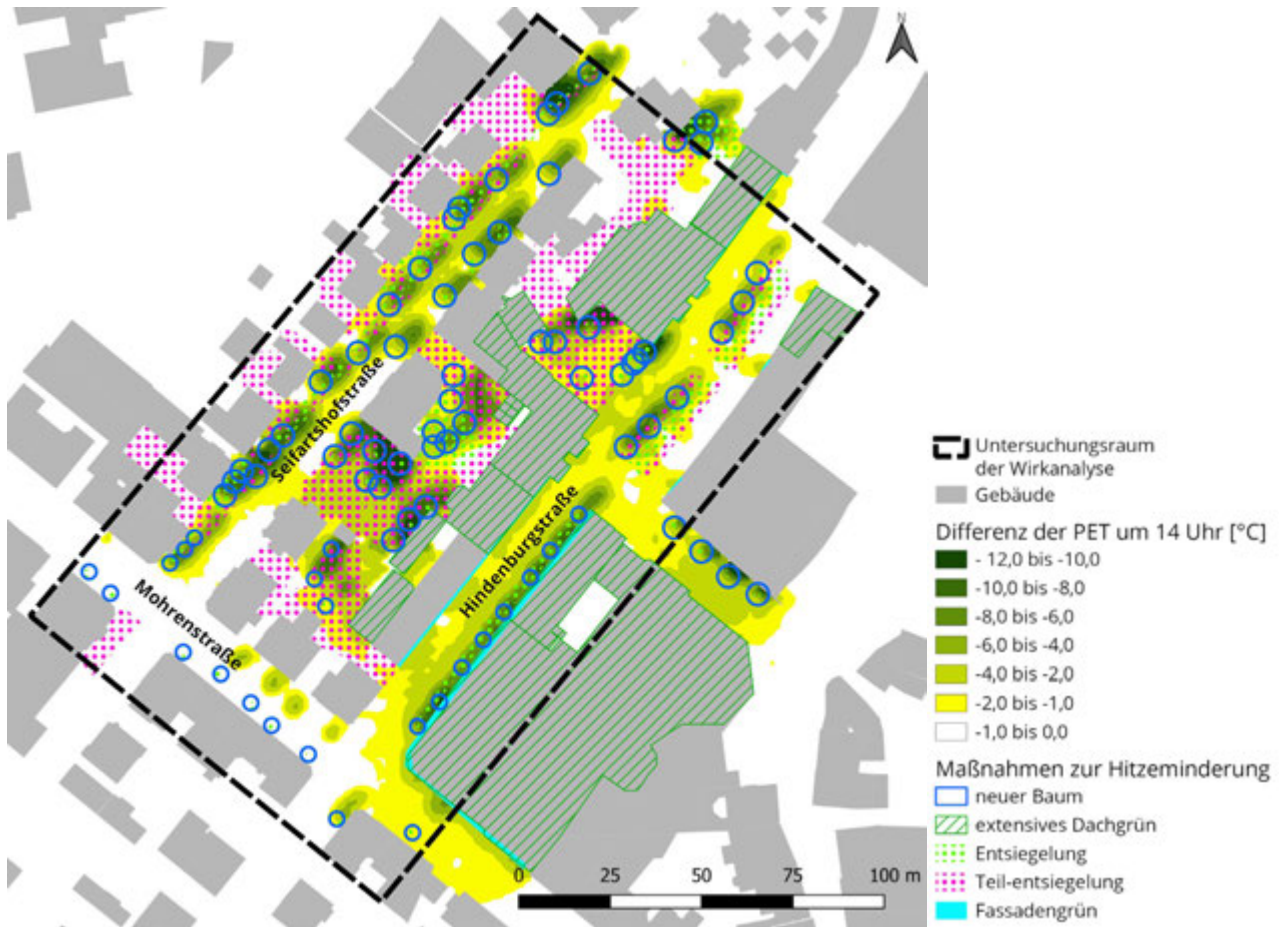 N
Seifartshofstraße
Hindenburgstraße
Mohrenstraße
0 25 50 75 100 m
Untersuchungsraum
der Wirkanalyse
Gebäude
Differenz der PET um 14 Uhr [°C]
- 12,0 bis -10,0
-10,0 bis -8,0
-8,0 bis -6,0
-6,0 bis -4,0
-4,0 bis -2,0
-2,0 bis -1,0
-1,0 bis 0,0
Maßnahmen zur Hitzeminderung
neuer Baum
extensives Dachgrün
Entsiegelung
Teil-entsiegelung
Fassadengrün